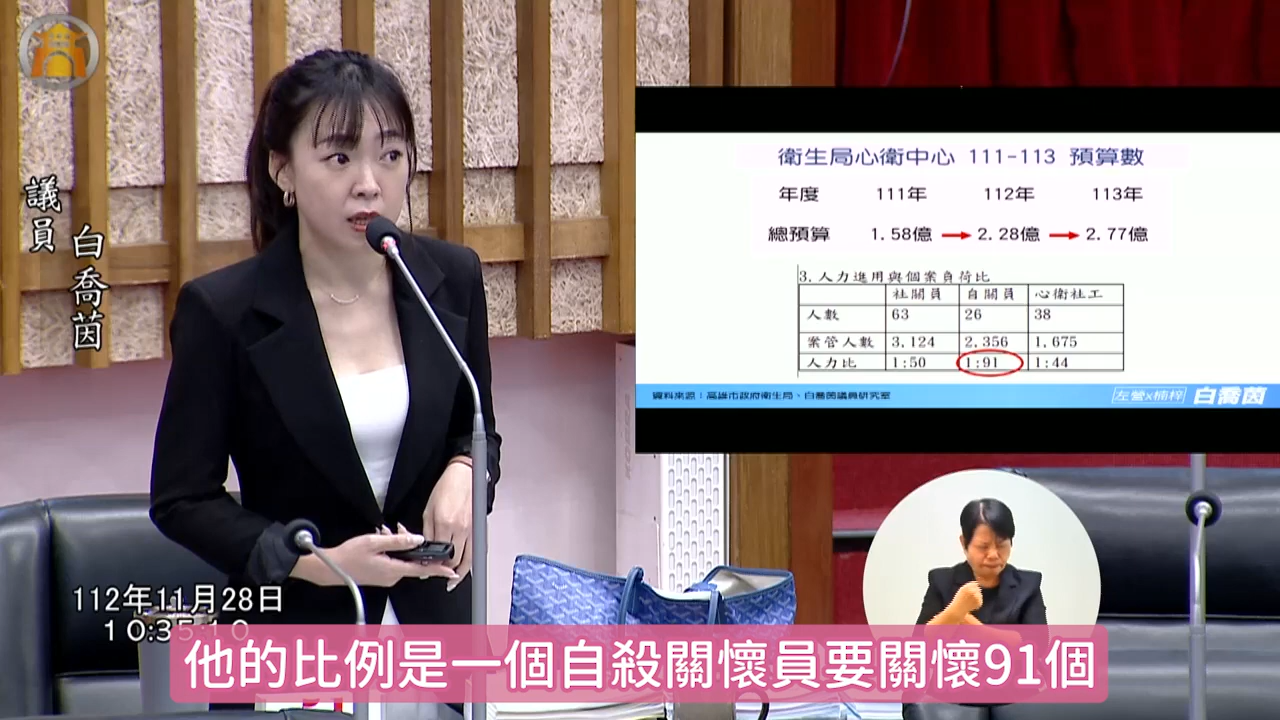 議員
白喬茵
衛生局心衛中心 111-113 預算數
年度 111年 112年 113年
總預算 1.58億 2.28億 2.77億
3.人力進用與個案負荷比
社關員 自關員 心衛社工
人數 63 26 38
案管人數 3,124 2,356 1,675
人力比 1:50 1:91 1:44
資料來源：高雄市政府衛生局、白喬茵議員研究室
左營x楠梓 白喬茵
112年11月28日
10:35:10
他的比例是一個自殺關懷員要關懷91個